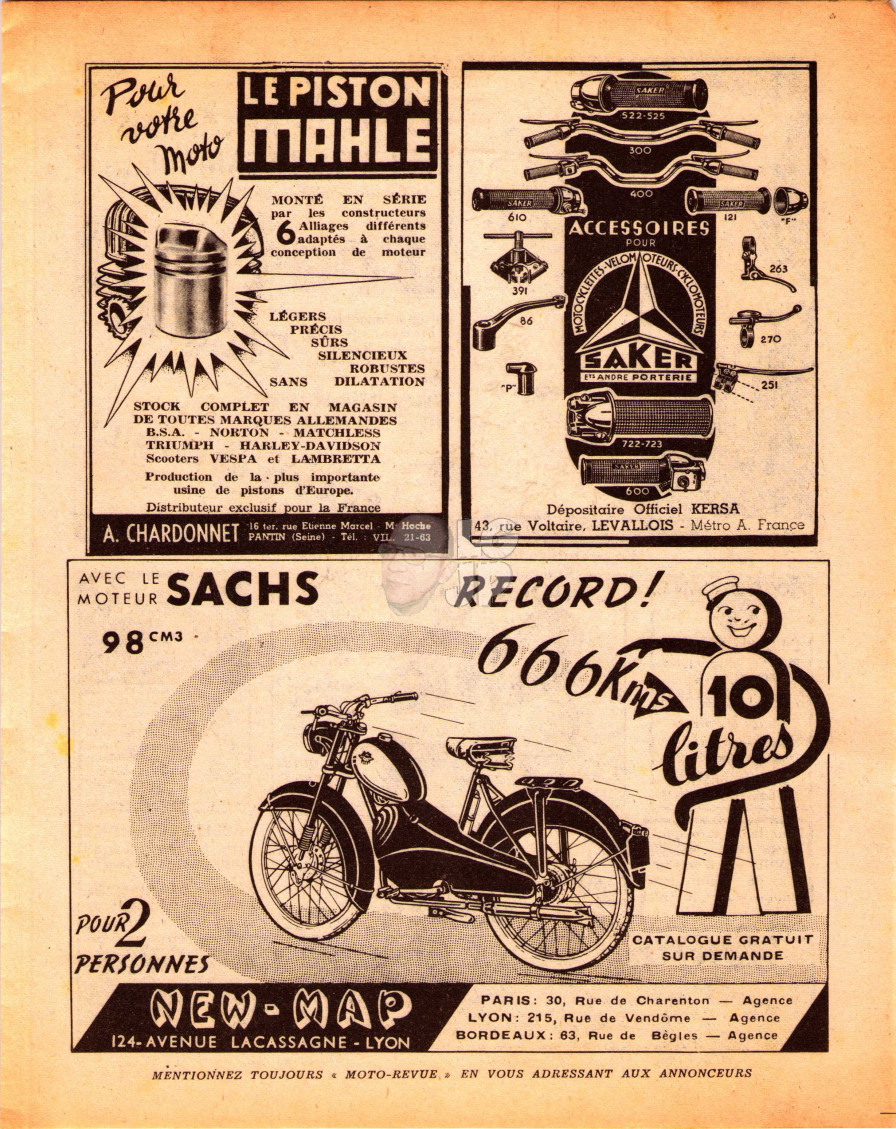 Pour
votre
Moto
LE PISTON
MAHLE
MONTÉ EN SÉRIE
par les constructeurs
6 Alliages différents
adaptés à chaque
conception de moteur
LÉGERS
PRÉCIS
SÛRS
SILENCIEUX
ROBUSTES
SANS DILATATION
STOCK COMPLET EN MAGASIN
DE TOUTES MARQUES ALLEMANDES
B.S.A. - NORTON - MATCHLESS
TRIUMPH - HARLEY-DAVIDSON
Scooters VESPA et LAMBRETTA
Production de la plus importante
usine de pistons d'Europe.
Distributeur exclusif pour la France
A. CHARDONNET
16 ter, rue Etienne Marcel - M° Hoche
PANTIN (Seine) - Tél. : VIL. 21-63
SAKER
522-525
300
400
SAKER
610
SAKER
121
"F"
ACCESSOIRES
POUR
MOTOCYCLETTES-VELOMOTEURS-CYKLOMOTEURS
391
263
86
270
SAKER
ETS ANDRE PORTERIE
"P"
251
722-723
SAKER
600
Dépositaire Officiel KERSA
43, rue Voltaire, LEVALLOIS - Métro A. France
AVEC LE
MOTEUR SACHS
98 CM3
RECORD!
666 Kms
10
litres
POUR 2
PERSONNES
CATALOGUE GRATUIT
SUR DEMANDE
NEW-MAP
124-AVENUE LACASSAGNE-LYON
PARIS: 30, Rue de Charenton — Agence
LYON: 215, Rue de Vendôme — Agence
BORDEAUX: 63, Rue de Bègles — Agence
MENTIONNEZ TOUJOURS « MOTO-REVUE » EN VOUS ADRESSANT AUX ANNONCEURS